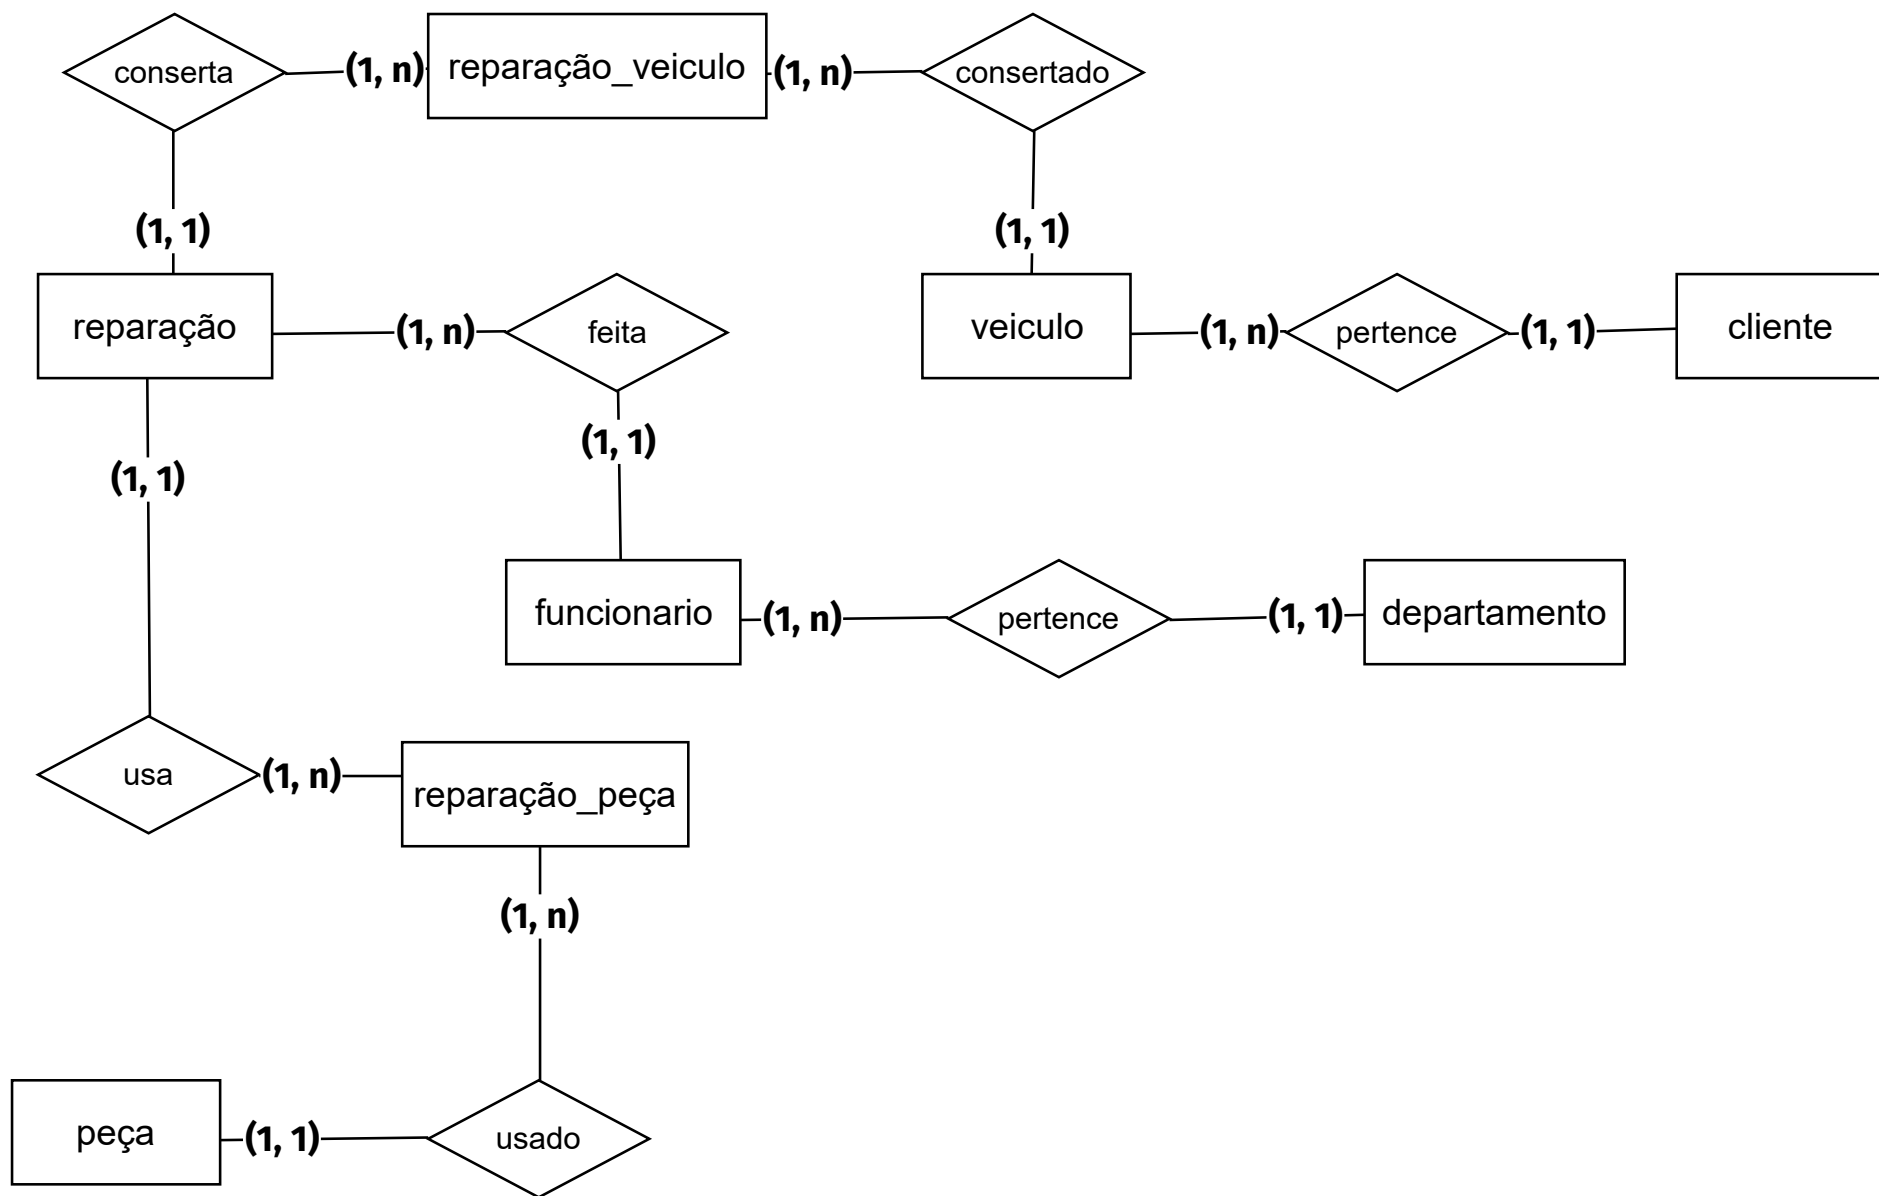 conserta
(1, n)
reparação_veiculo
(1, n)
consertado
(1, 1)
(1, 1)
reparação
(1, n)
feita
veiculo
(1, n)
pertence
(1, 1)
cliente
(1, 1)
(1, 1)
funcionario
(1, n)
pertence
(1, 1)
departamento
usa
(1, n)
reparação_peça
(1, n)
peça
(1, 1)
usado